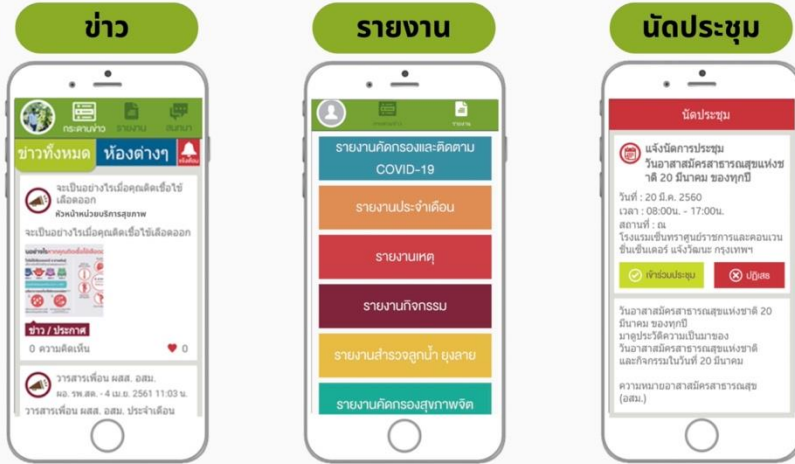 ข่าว
กระดานข่าว รายงาน สนทนา
ข่าวทั้งหมด ห้องต่างๆ แจ้งเตือน
จะเป็นอย่างไรเมื่อคุณติดเชื้อไข้
เลือดออก
หัวหน้าหน่วยบริการสุขภาพ
จะเป็นอย่างไรเมื่อคุณติดเชื้อไข้เลือดออก
ข่าว / ประกาศ
0 ความคิดเห็น 0
วารสารเพื่อน ผสส. อสม.
ผอ. รพ.สต. - 4 เม.ย. 2561 11:03 น.
วารสารเพื่อน ผสส. อสม. ประจำเดือน
รายงาน
รายงาน
รายงานคัดกรองและติดตาม
COVID-19
รายงานประจำเดือน
รายงานเหตุ
รายงานกิจกรรม
รายงานสำรวจลูกน้ำ ยุงลาย
รายงานคัดกรองสุขภาพจิต
นัดประชุม
นัดประชุม
แจ้งนัดการประชุม
วันอาสาสมัครสาธารณสุขแห่งช
าติ 20 มีนาคม ของทุกปี
วันที่ : 20 มี.ค. 2560
เวลา : 08:00น. - 17:00น.
สถานที่ : ณ
โรงแรมเซ็นทราศูนย์ราชการและคอนเวน
ชั่นเซ็นเตอร์ แจ้งวัฒนะ กรุงเทพฯ
เข้าร่วมประชุม ปฏิเสธ
วันอาสาสมัครสาธารณสุขแห่งชาติ 20
มีนาคม ของทุกปี
มาดูประวัติความเป็นมาของ
วันอาสาสมัครสาธารณสุขแห่งชาติ
และกิจกรรมในวันที่ 20 มีนาคม
ความหมายอาสาสมัครสาธารณสุข
(อสม.)